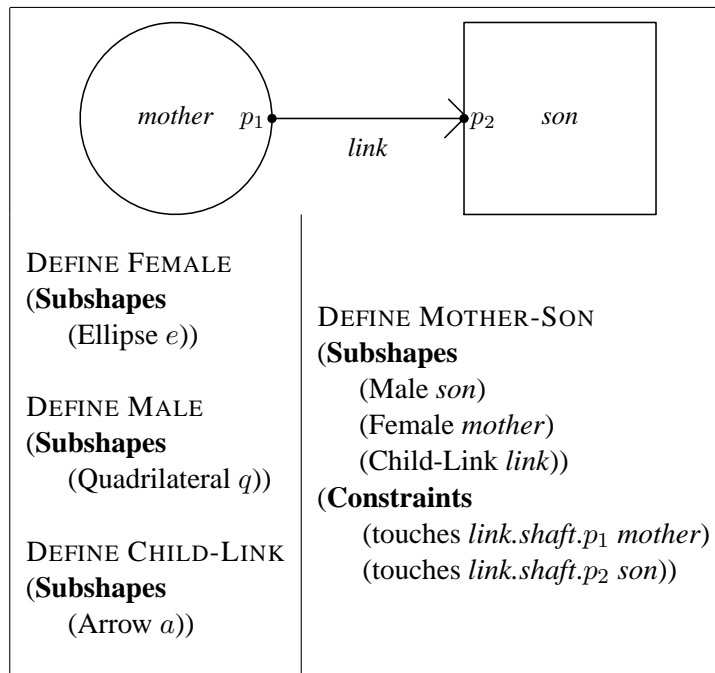 mother p₁ p₂ son
link
DEFINE FEMALE
(Subshapes
(Ellipse e))
DEFINE MALE
(Subshapes
(Quadrilateral q))
DEFINE CHILD-LINK
(Subshapes
(Arrow a))
DEFINE MOTHER-SON
(Subshapes
(Male son)
(Female mother)
(Child-Link link))
(Constraints
(touches link.shaft.p₁ mother)
(touches link.shaft.p₂ son))